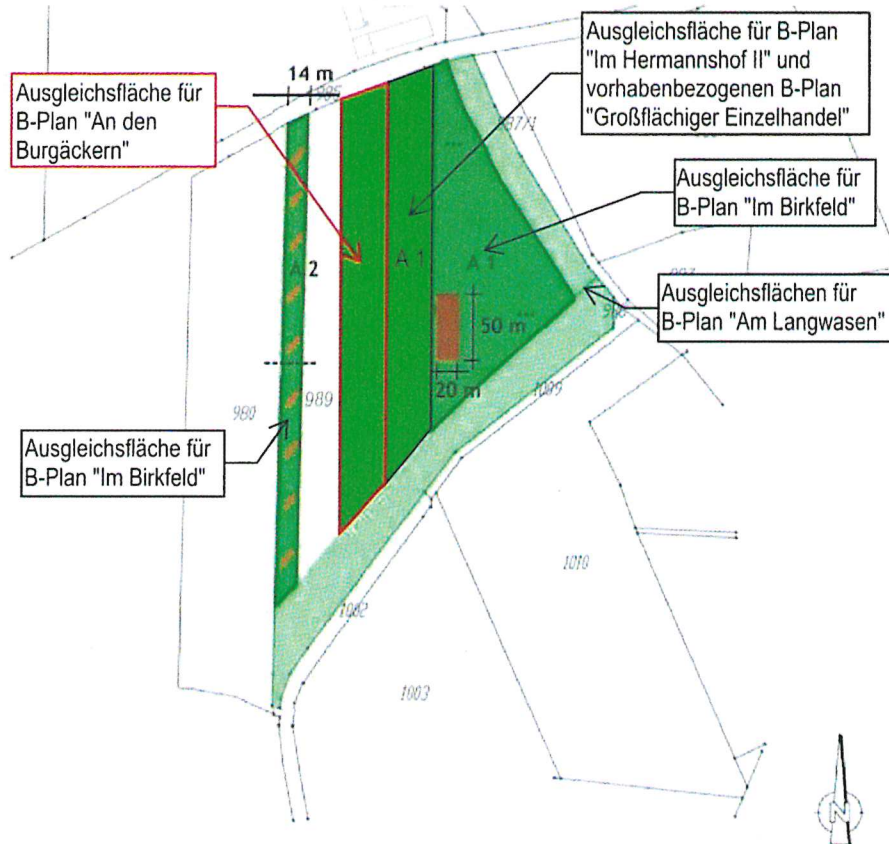 Ausgleichsfläche für B-Plan
"Im Hermannshof II" und
vorhabenbezogenen B-Plan
"Großflächiger Einzelhandel"
14 m
Ausgleichsfläche für
B-Plan "An den
Burgäckern"
Ausgleichsfläche für
B-Plan "Im Birkfeld"
A 2
A 1
A 1
Ausgleichsflächen für
B-Plan "Am Langwasen"
50 m
20 m
989
980
1009
Ausgleichsfläche für
B-Plan "Im Birkfeld"
1010
1002
1003
N